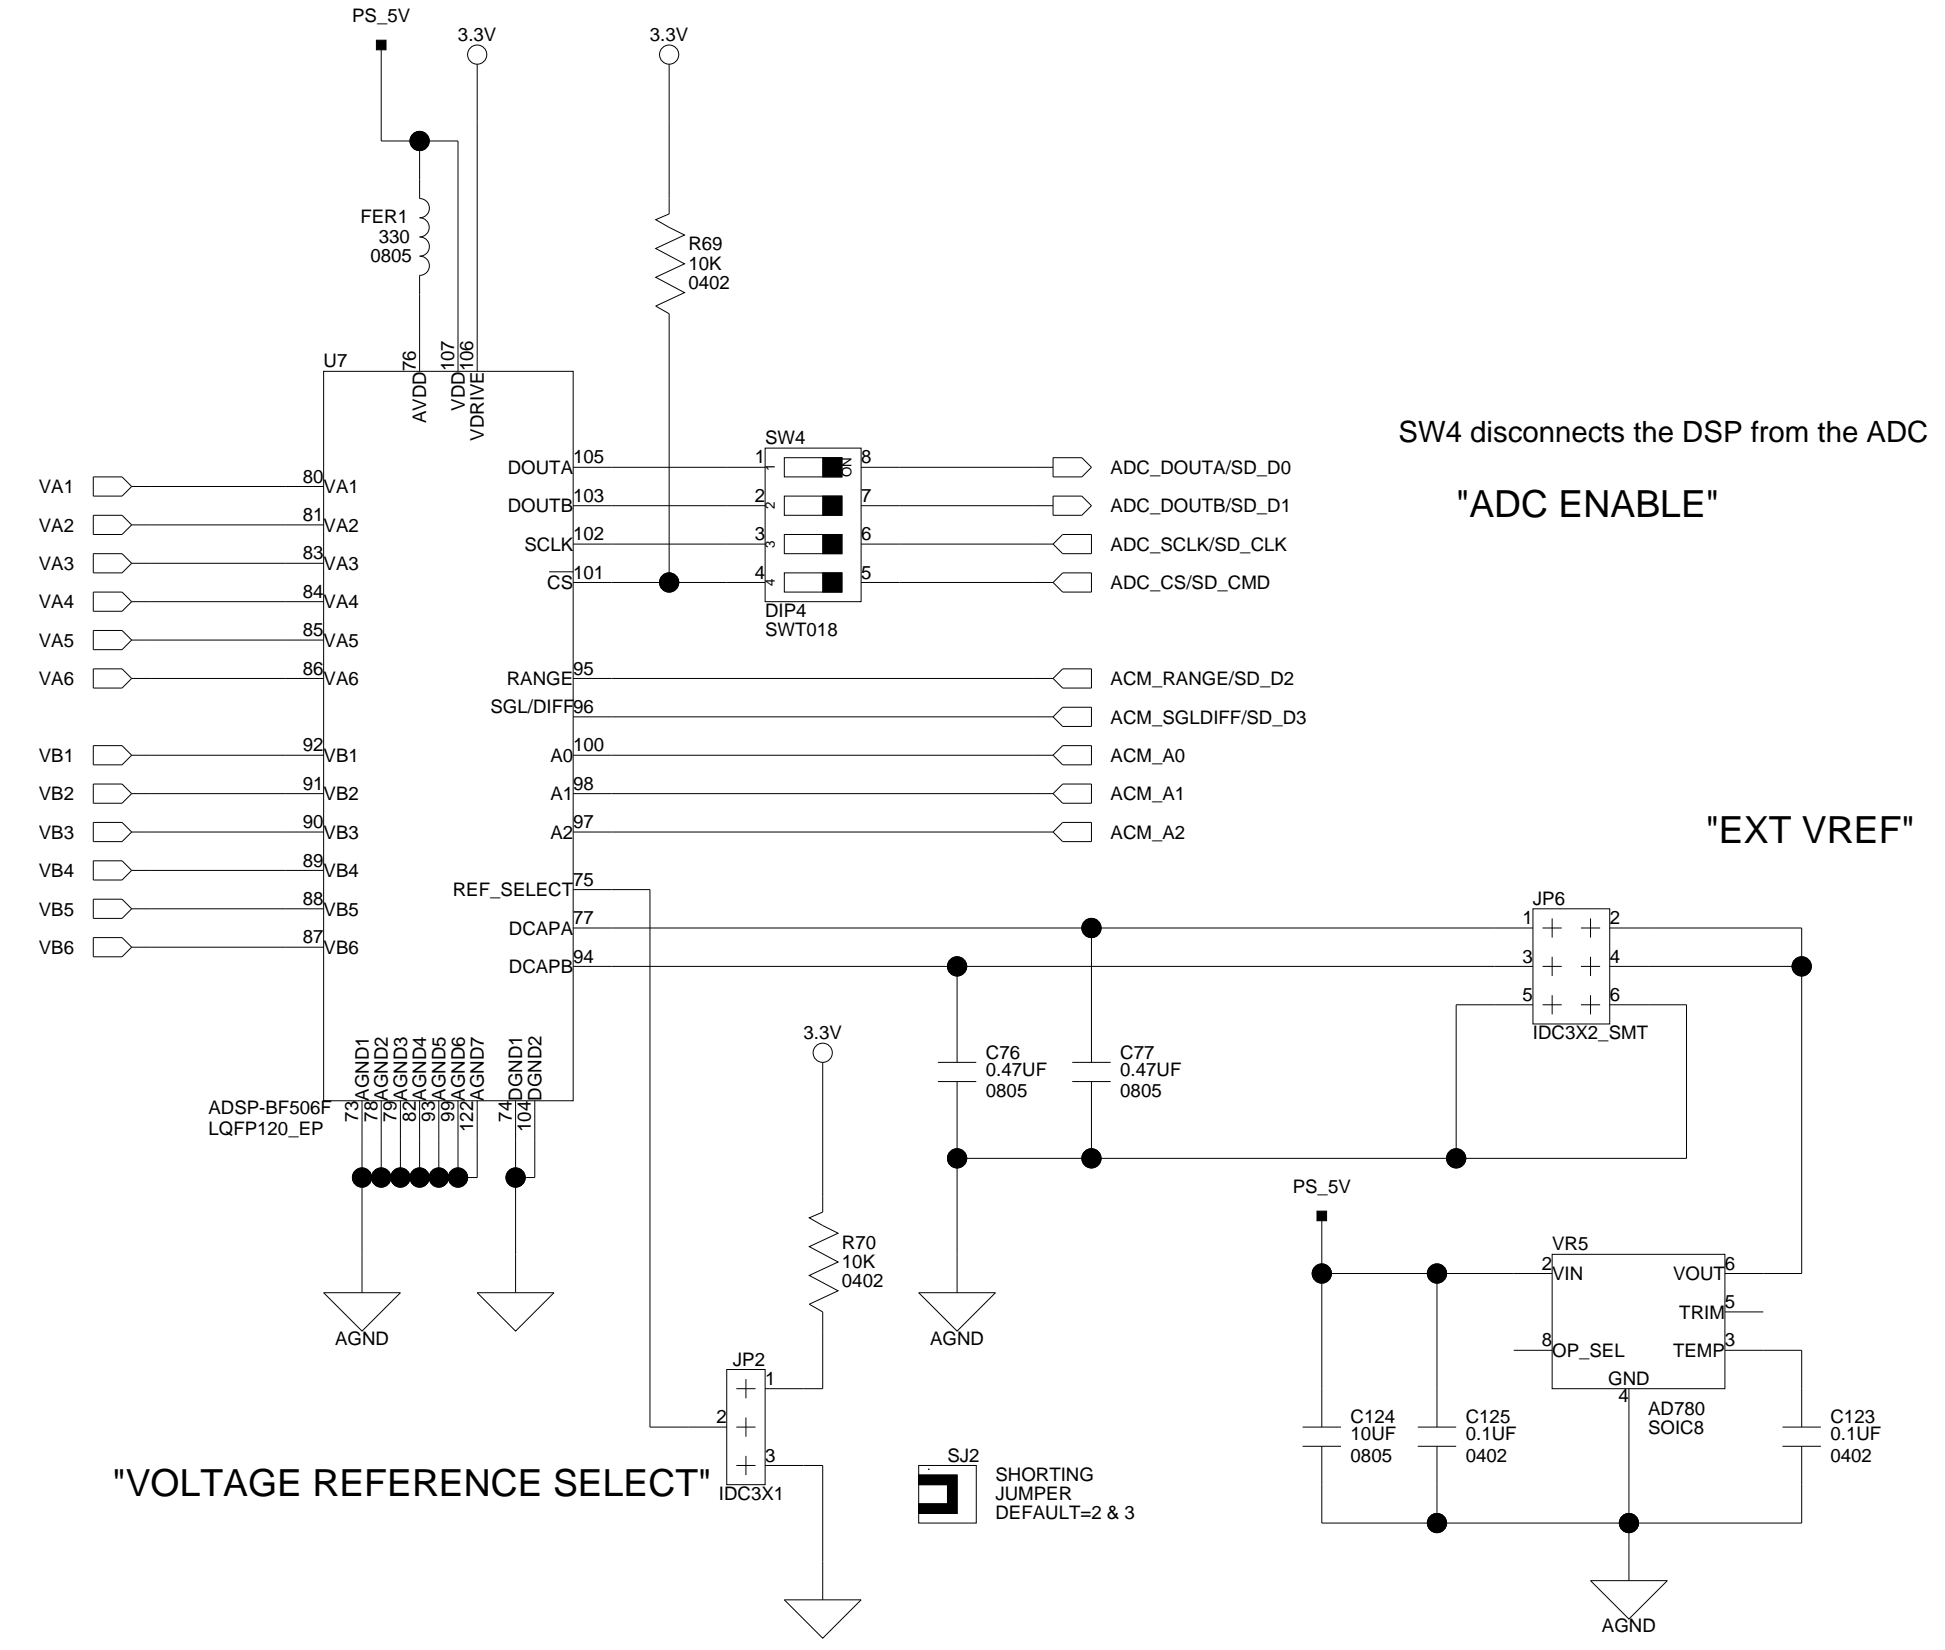 PS_5V
3.3V
3.3V
FER1
330
0805
R69
10K
0402
U7
76
107
106
AVDD
VDD
VDRIVE
SW4 disconnects the DSP from the ADC
"ADC ENABLE"
VA1
80
VA1
VA2
81
VA2
VA3
83
VA3
VA4
84
VA4
VA5
85
VA5
VA6
86
VA6
VB1
92
VB1
VB2
91
VB2
VB3
90
VB3
VB4
89
VB4
VB5
88
VB5
VB6
87
VB6
DOUTA
105
DOUTB
103
SCLK
102
CS
101
SW4
1
1
ON
8
2
2
7
3
3
6
4
4
5
DIP4
SWT018
ADC_DOUTA/SD_D0
ADC_DOUTB/SD_D1
ADC_SCLK/SD_CLK
ADC_CS/SD_CMD
RANGE
95
ACM_RANGE/SD_D2
SGL/DIFF
96
ACM_SGLDIFF/SD_D3
A0
100
ACM_A0
A1
98
ACM_A1
A2
97
ACM_A2
"EXT VREF"
REF_SELECT
75
DCAPA
77
DCAPB
94
JP6
1
2
3
4
5
6
IDC3X2_SMT
AGND1
AGND2
AGND3
AGND4
AGND5
AGND6
AGND7
DGND1
DGND2
73
78
79
82
93
99
122
74
104
ADSP-BF506F
LQFP120_EP
AGND
3.3V
C76
0.47UF
0805
C77
0.47UF
0805
AGND
R70
10K
0402
JP2
1
2
3
IDC3X1
"VOLTAGE REFERENCE SELECT"
SJ2
SHORTING
JUMPER
DEFAULT=2 & 3
PS_5V
VR5
2
VIN
VOUT
6
TRIM
5
8
OP_SEL
TEMP
3
GND
4
AD780
SOIC8
C124
10UF
0805
C125
0.1UF
0402
C123
0.1UF
0402
AGND